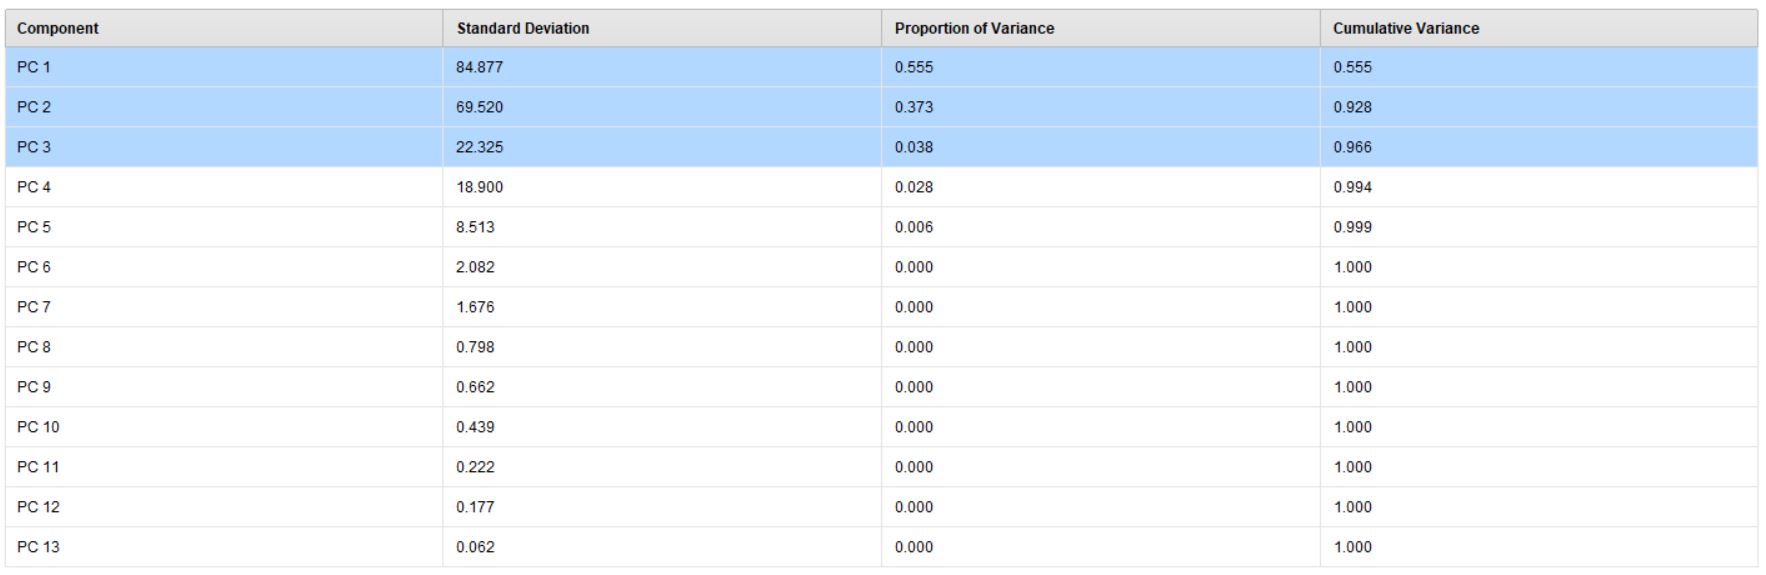 Component Standard Deviation Proportion of Variance Cumulative Variance
PC 1 84.877 0.555 0.555
PC 2 69.520 0.373 0.928
PC 3 22.325 0.038 0.966
PC 4 18.900 0.028 0.994
PC 5 8.513 0.006 0.999
PC 6 2.082 0.000 1.000
PC 7 1.676 0.000 1.000
PC 8 0.798 0.000 1.000
PC 9 0.662 0.000 1.000
PC 10 0.439 0.000 1.000
PC 11 0.222 0.000 1.000
PC 12 0.177 0.000 1.000
PC 13 0.062 0.000 1.000